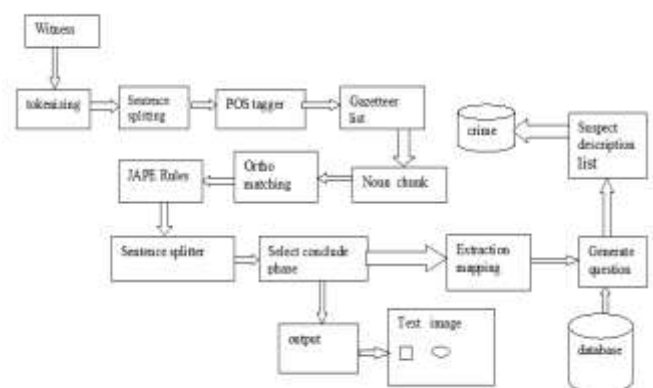 Witness
tokenizing
Sentence
spliting
POS tagger
Gazetteer
list
crime
Suspect
description
list
JAPE Rules
Ortho
matching
Noun chunk
Sentence splitter
Select conclude
phase
Extraction
mapping
Generate
question
output
Text image
database